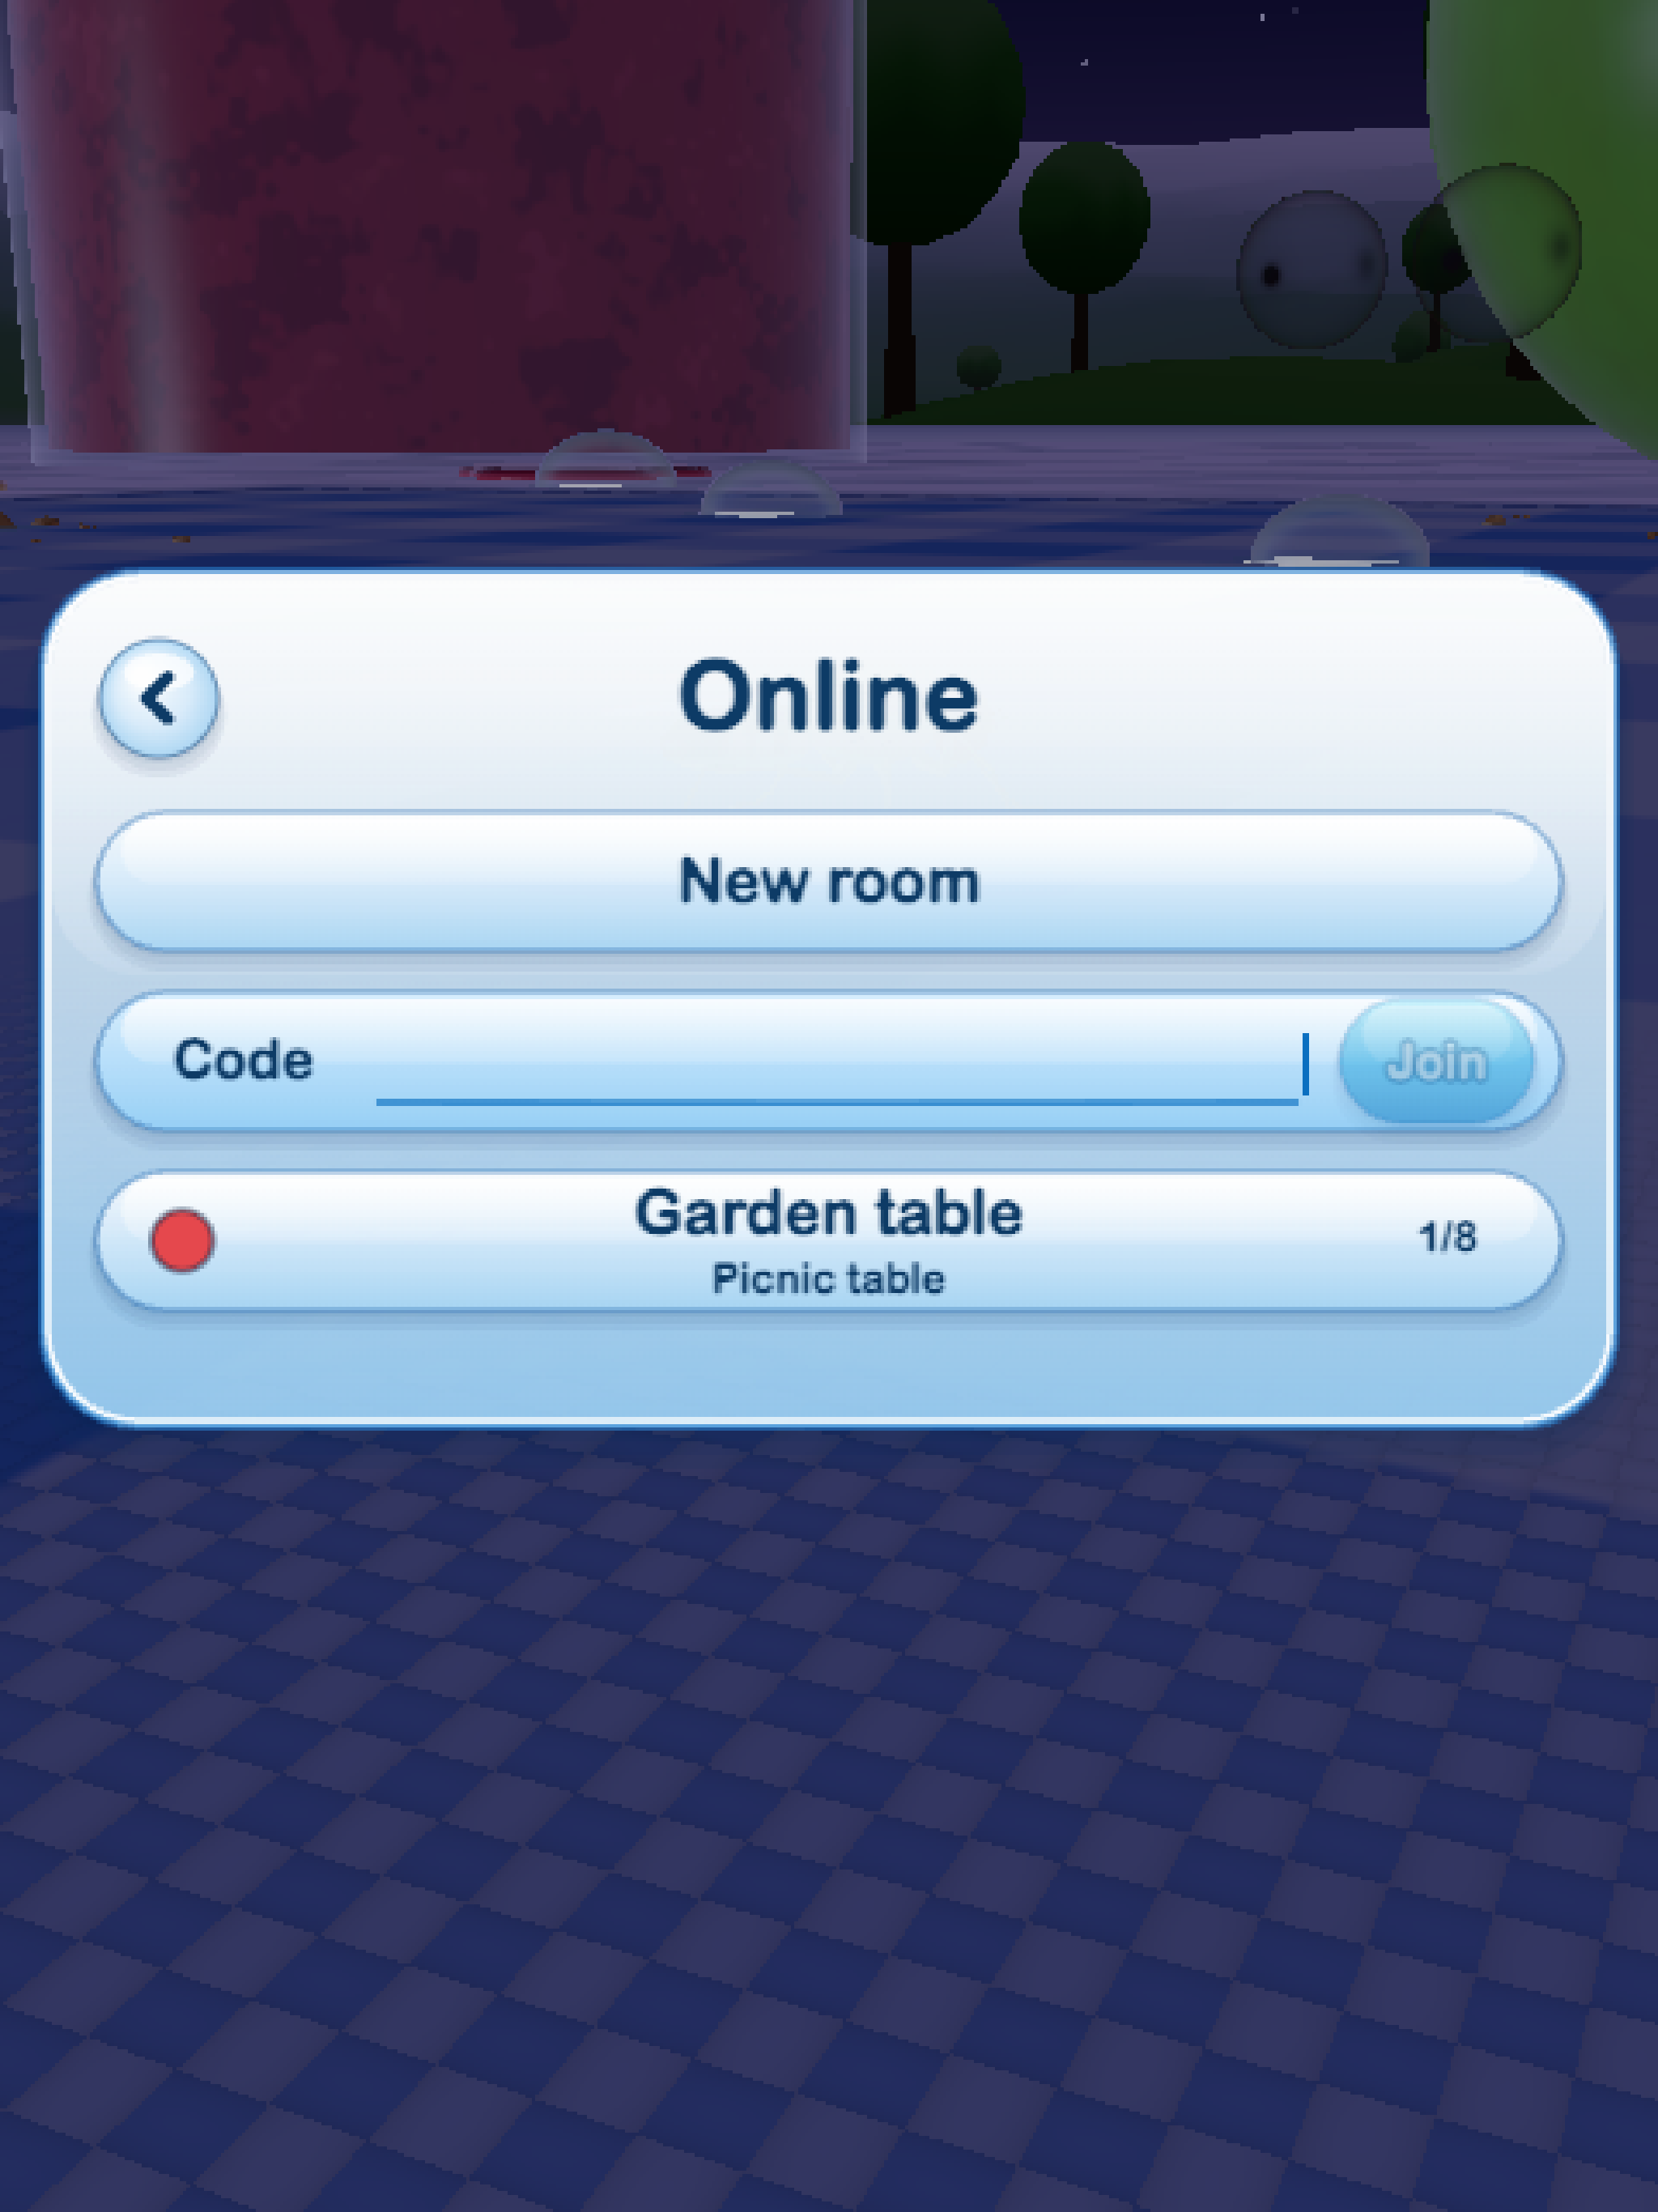 Online
New room
Code
Join
Garden table
1/8
Picnic table